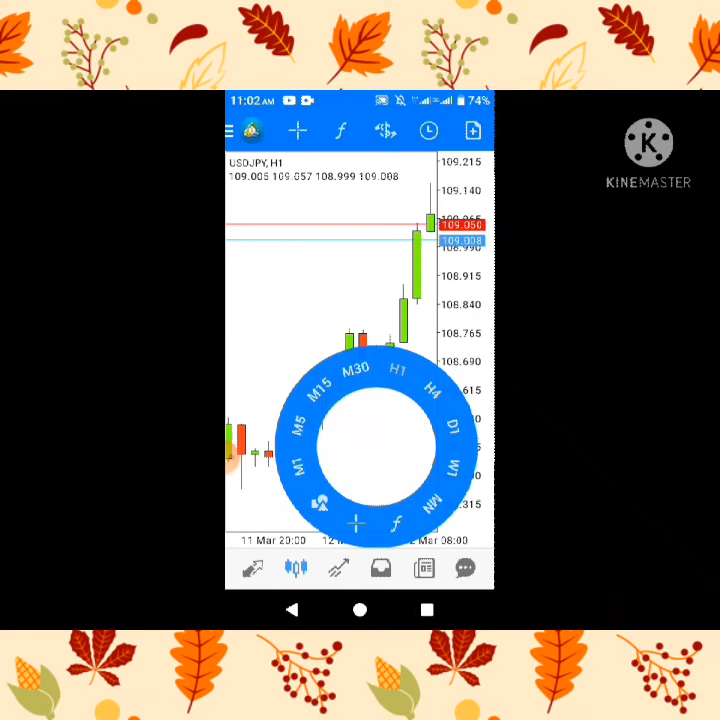 11:02 AM 74%
KINEMASTER
USDJPY, H1
109.005 109.057 108.999 109.008
109.215
109.140
109.050
109.008
108.990
108.915
108.840
108.765
108.690
M1 M5 M15 M30 H1 H4 D1 W1 MN
11 Mar 20:00
Mar 08:00